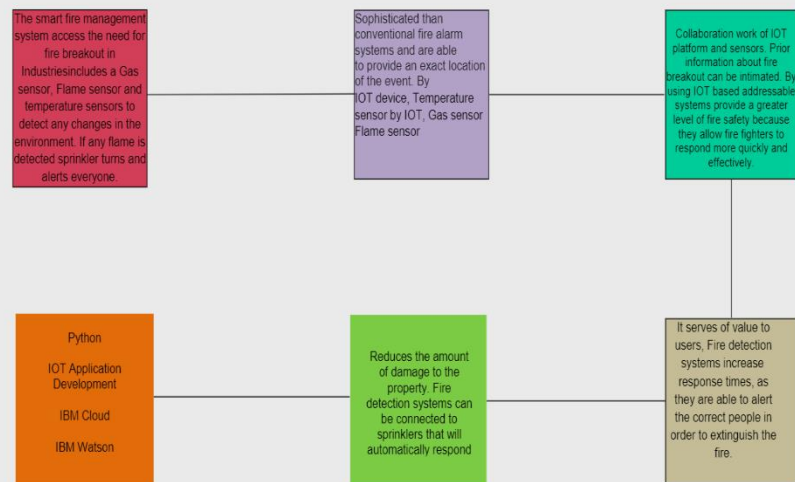 The smart fire management
system access the need for
fire breakout in
Industriesincludes a Gas
sensor, Flame sensor and
temperature sensors to
detect any changes in the
environment. If any flame is
detected sprinkler turns and
alerts everyone.
Sophisticated than
conventional fire alarm
systems and are able
to provide an exact location
of the event. By
IOT device, Temperature
sensor by IOT, Gas sensor
Flame sensor
Collaboration work of IOT
platform and sensors. Prior
information about fire
breakout can be intimated. By
using IOT based addressable
systems provide a greater
level of fire safety because
they allow fire fighters to
respond more quickly and
effectively.
Python
IOT Application
Development
IBM Cloud
IBM Watson
Reduces the amount
of damage to the
property. Fire
detection systems can
be connected to
sprinklers that will
automatically respond
It serves of value to
users, Fire detection
systems increase
response times, as
they are able to alert
the correct people in
order to extinguish the
fire.